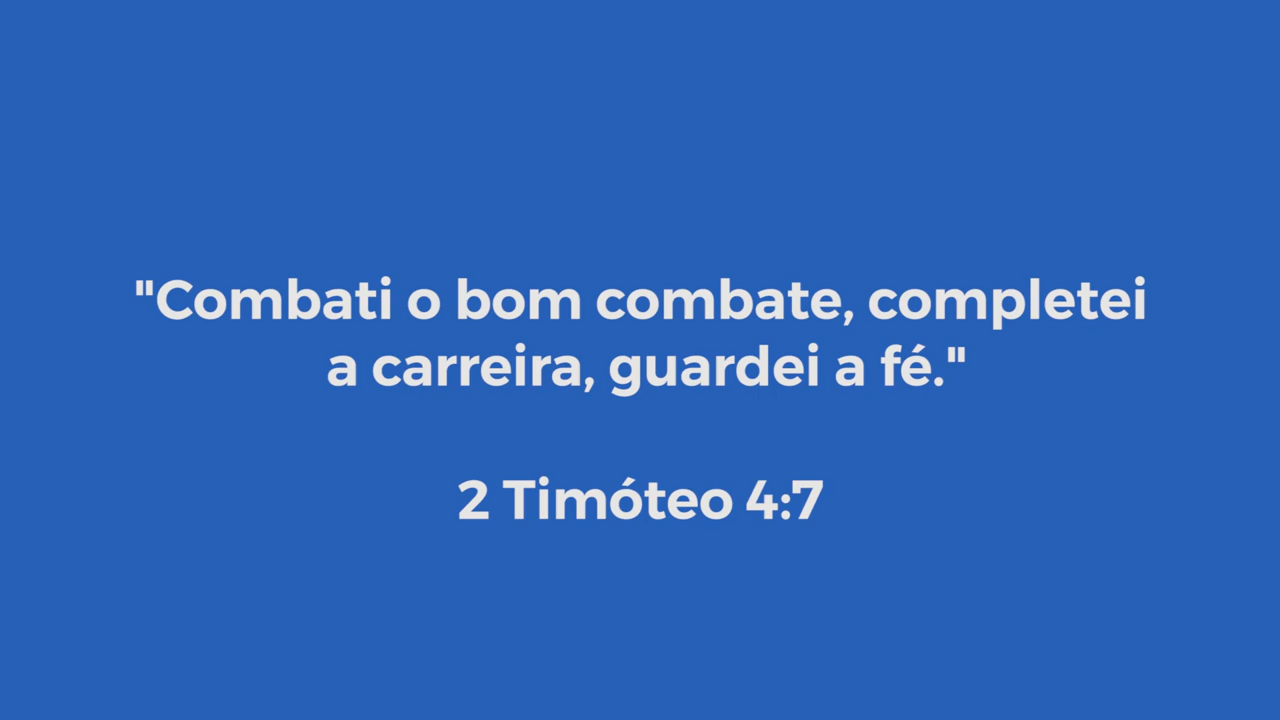 "Combati o bom combate, completei
a carreira, guardei a fé."
2 Timóteo 4:7